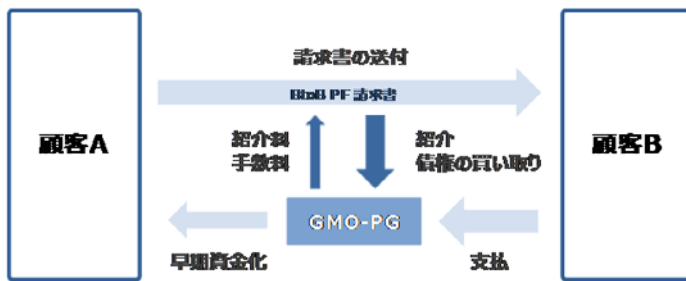 請求書の送付
BtoB PF 請求書
顧客A
紹介料
手数料
紹介
債権の買い取り
顧客B
GMO-PG
早期資金化
支払